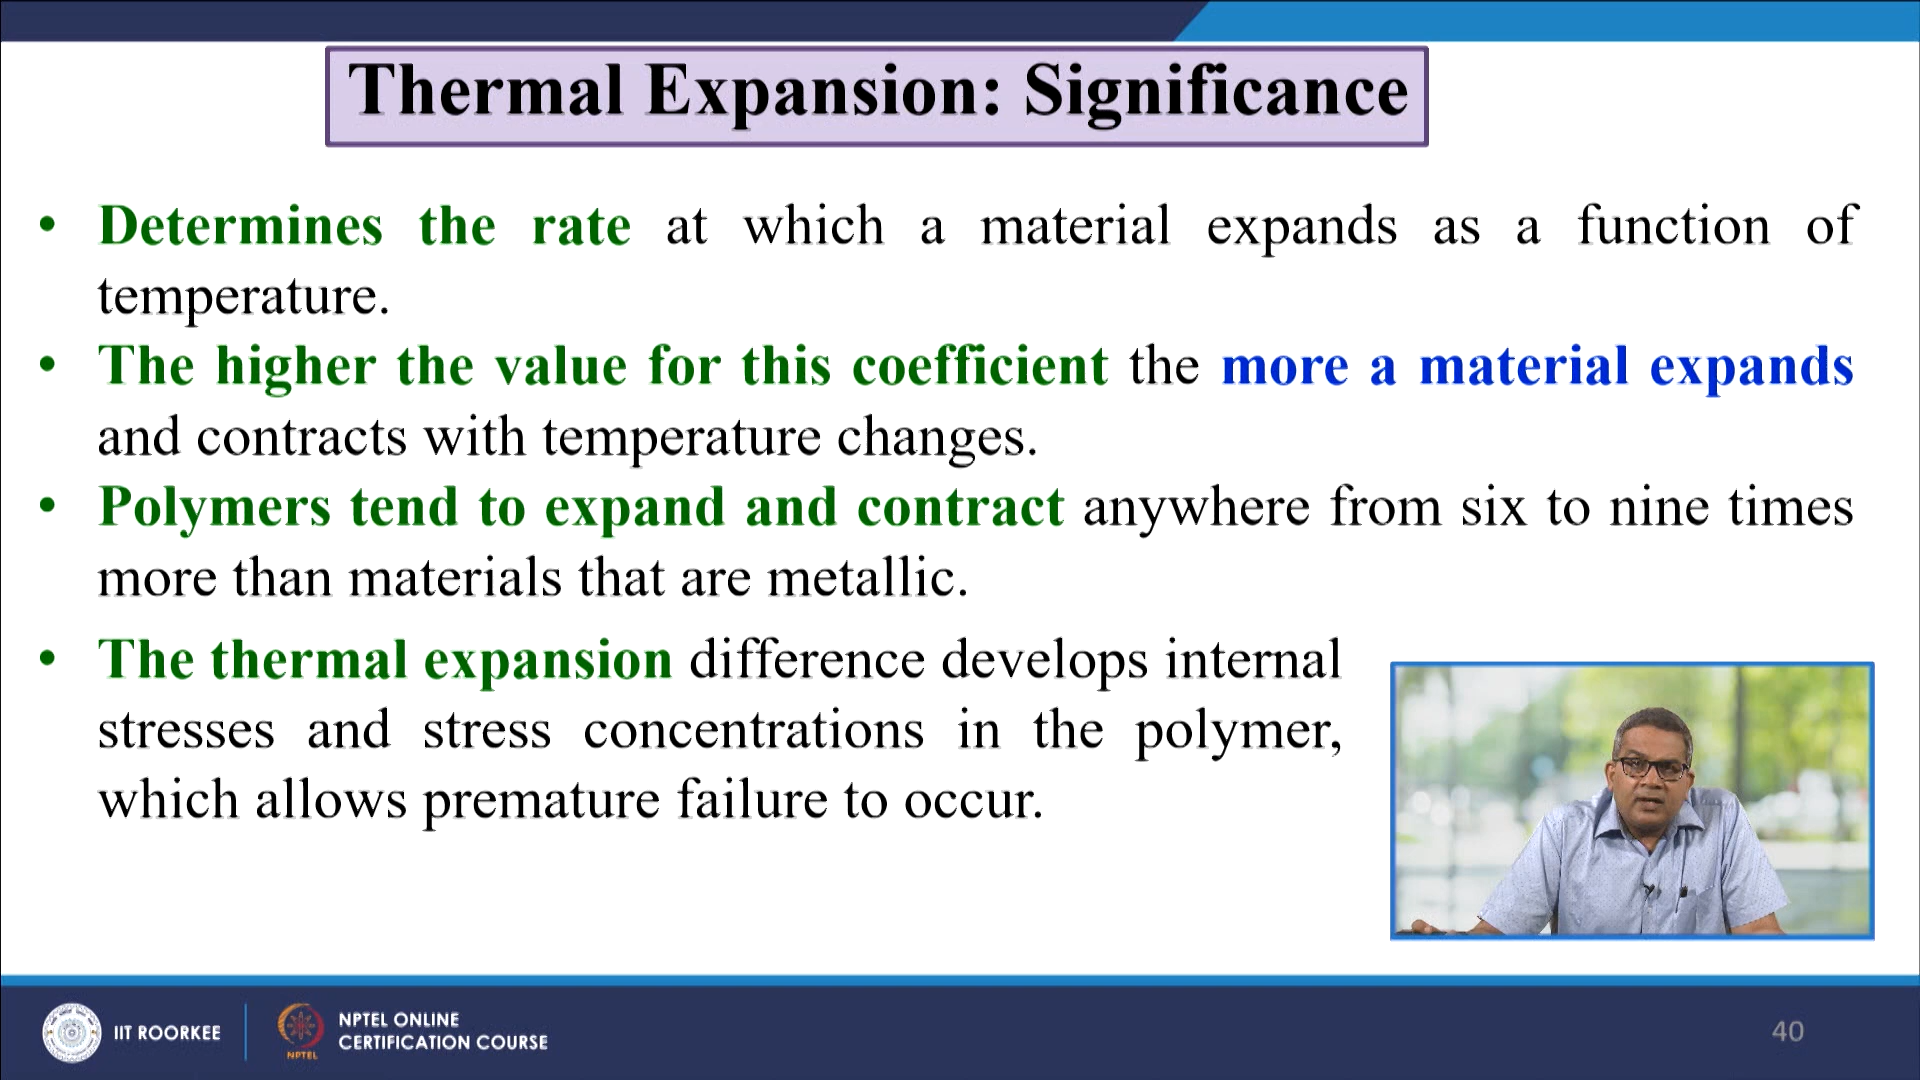 Thermal Expansion: Significance
• Determines the rate at which a material expands as a function of
temperature.
• The higher the value for this coefficient the more a material expands
and contracts with temperature changes.
• Polymers tend to expand and contract anywhere from six to nine times
more than materials that are metallic.
• The thermal expansion difference develops internal
stresses and stress concentrations in the polymer,
which allows premature failure to occur.
IIT ROORKEE
NPTEL
NPTEL ONLINE
CERTIFICATION COURSE
40